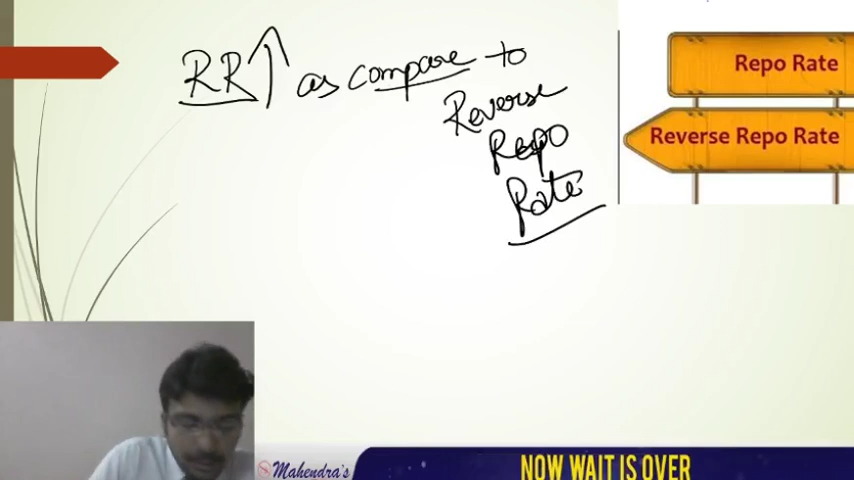 RR↑ as compare to
Reverse
Repo
Rate
Repo Rate
Reverse Repo Rate
Mahendra's
NOW WAIT IS OVER